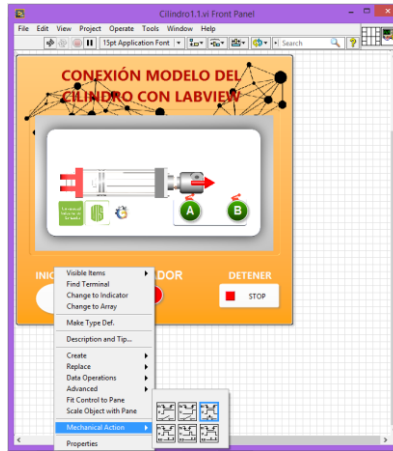 Cilindro1.1.vi Front Panel
File Edit View Project Operate Tools Window Help
15pt Application Font
Search
CONEXIÓN MODELO DEL
CILINDRO CON LABVIEW
A
B
DETENER
STOP
Visible Items
Find Terminal
Change to Indicator
Change to Array
Make Type Def.
Description and Tip...
Create
Replace
Data Operations
Advanced
Fit Control to Pane
Scale Object with Pane
Mechanical Action
Properties